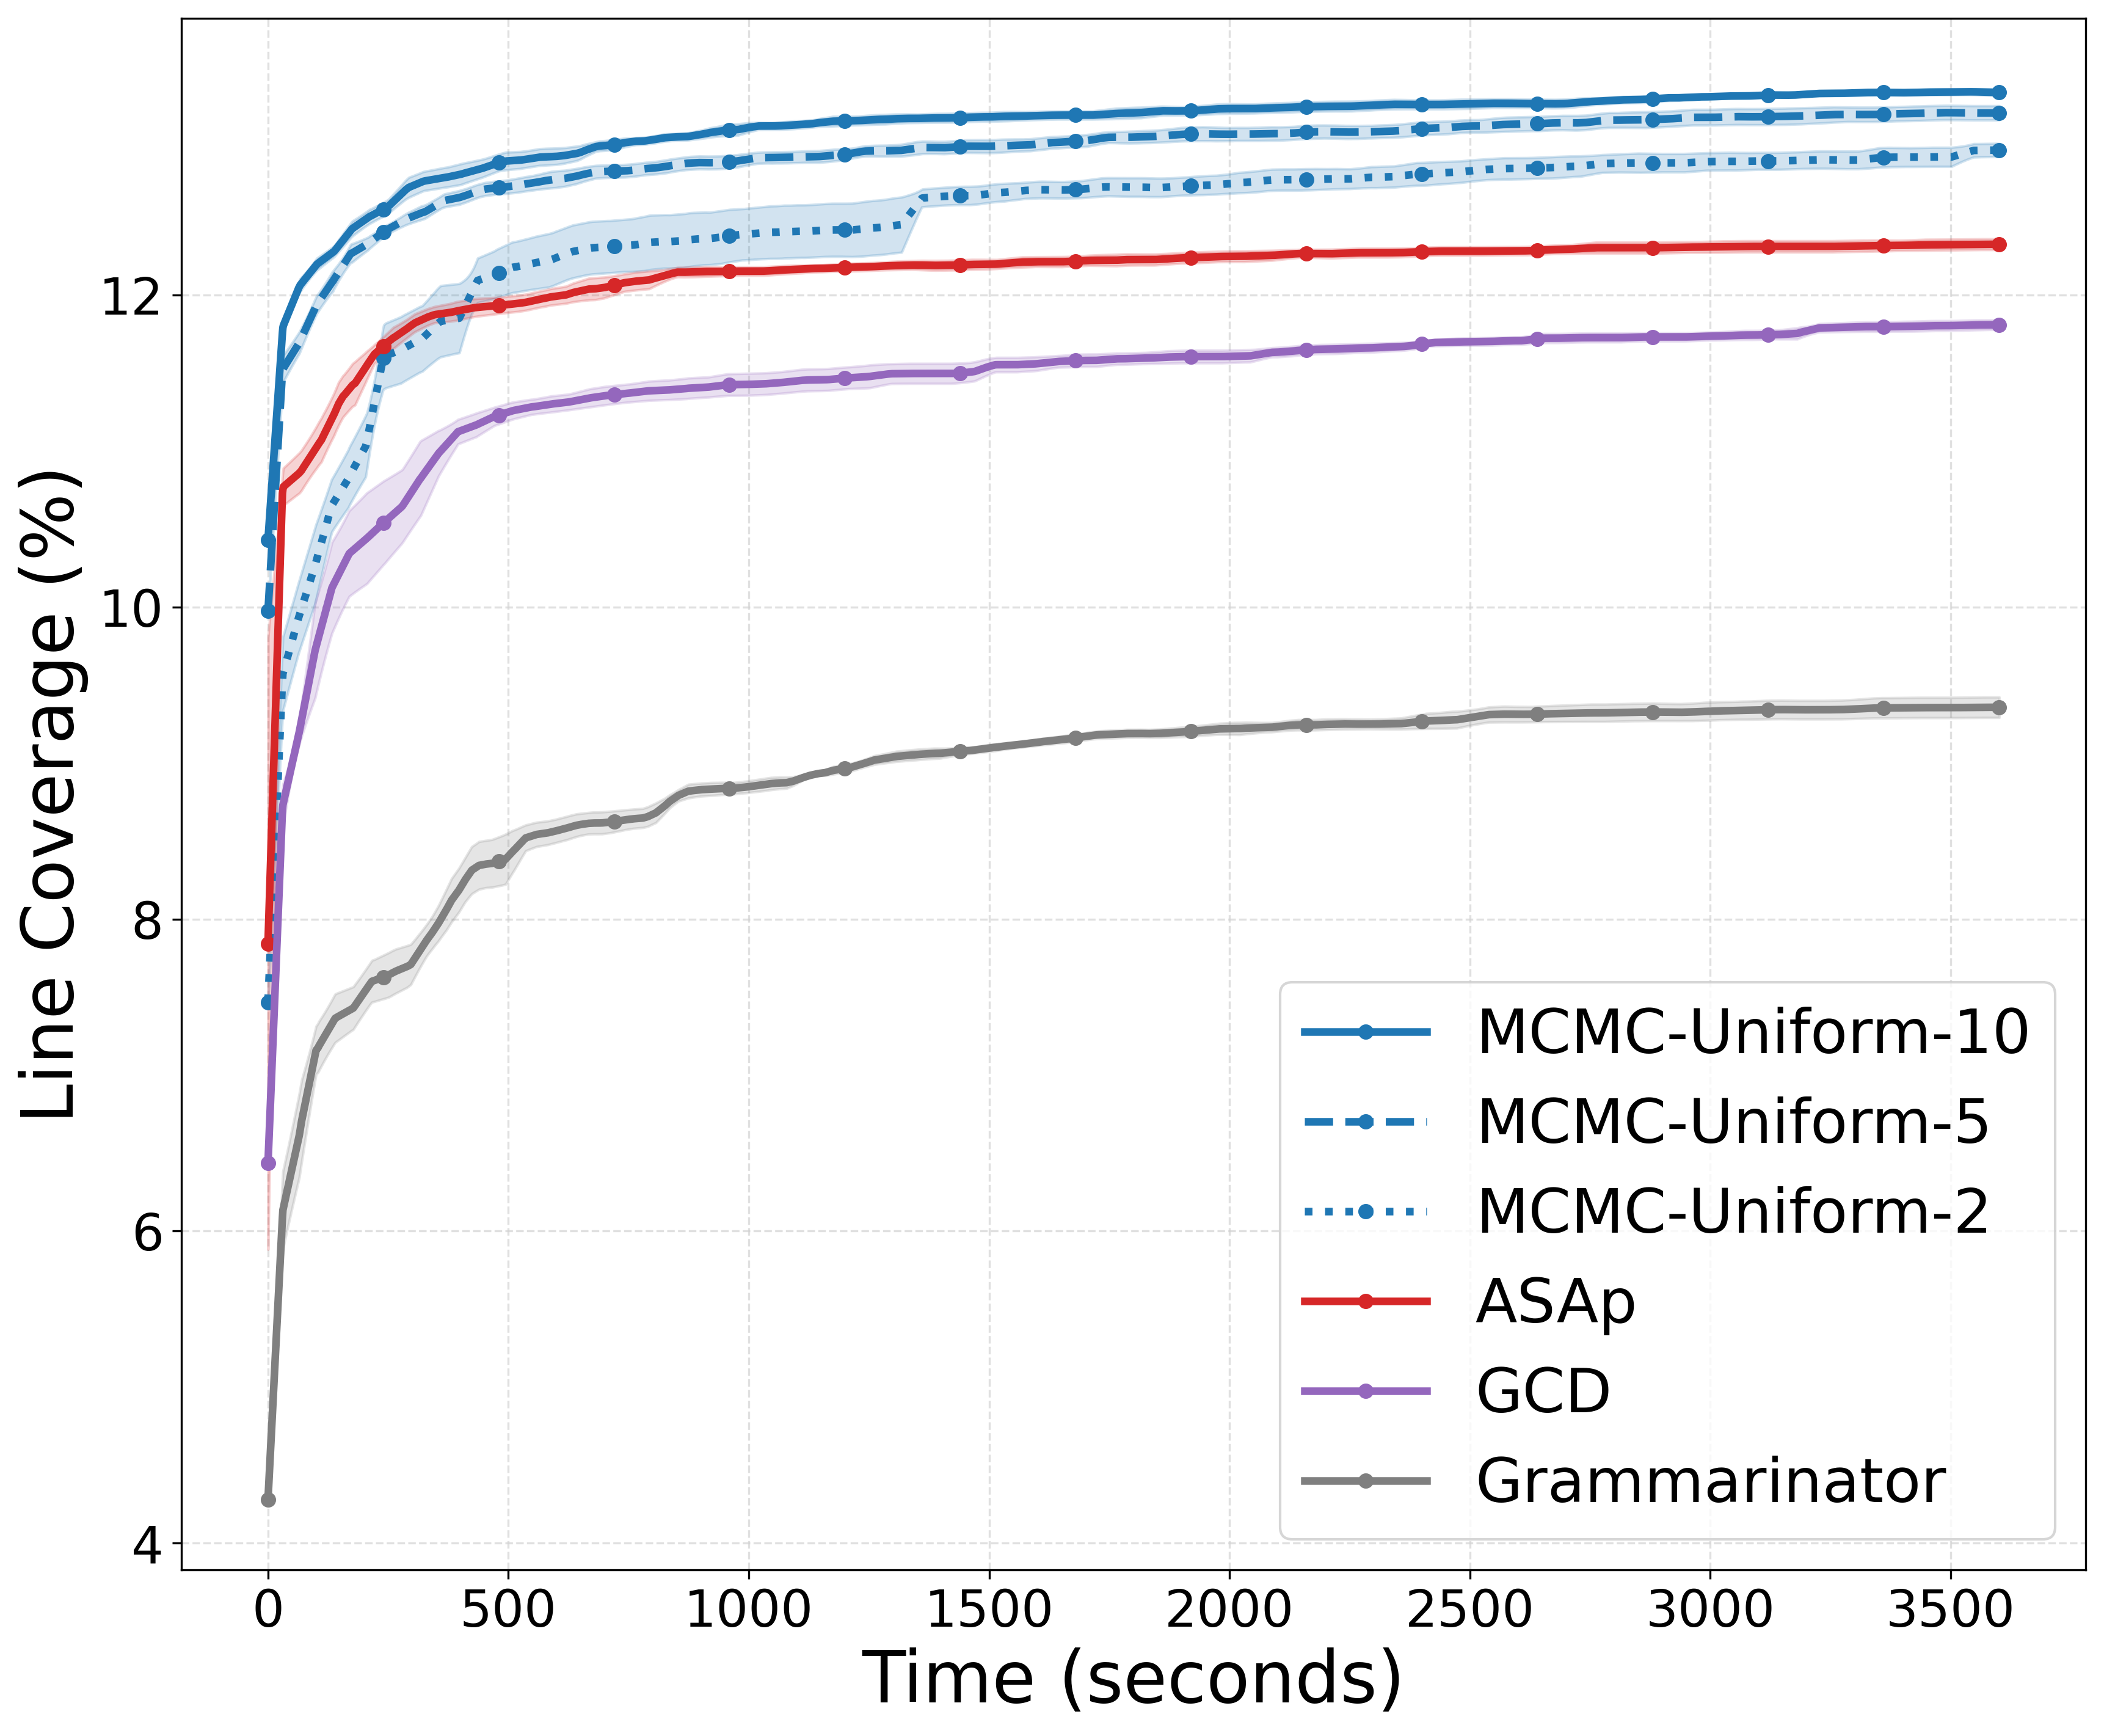 Line Coverage (%)
12
10
8
6
4
0 500 1000 1500 2000 2500 3000 3500
Time (seconds)
MCMC-Uniform-10
MCMC-Uniform-5
MCMC-Uniform-2
ASAp
GCD
Grammarinator